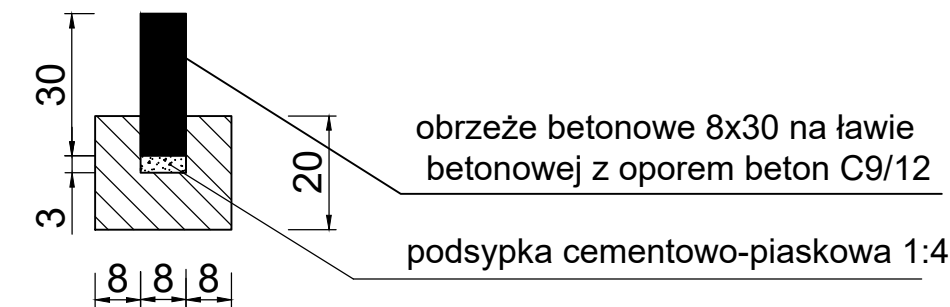 30
3
20
8 8 8
obrzeże betonowe 8x30 na ławie
betonowej z oporem beton C9/12
podsypka cementowo-piaskowa 1:4